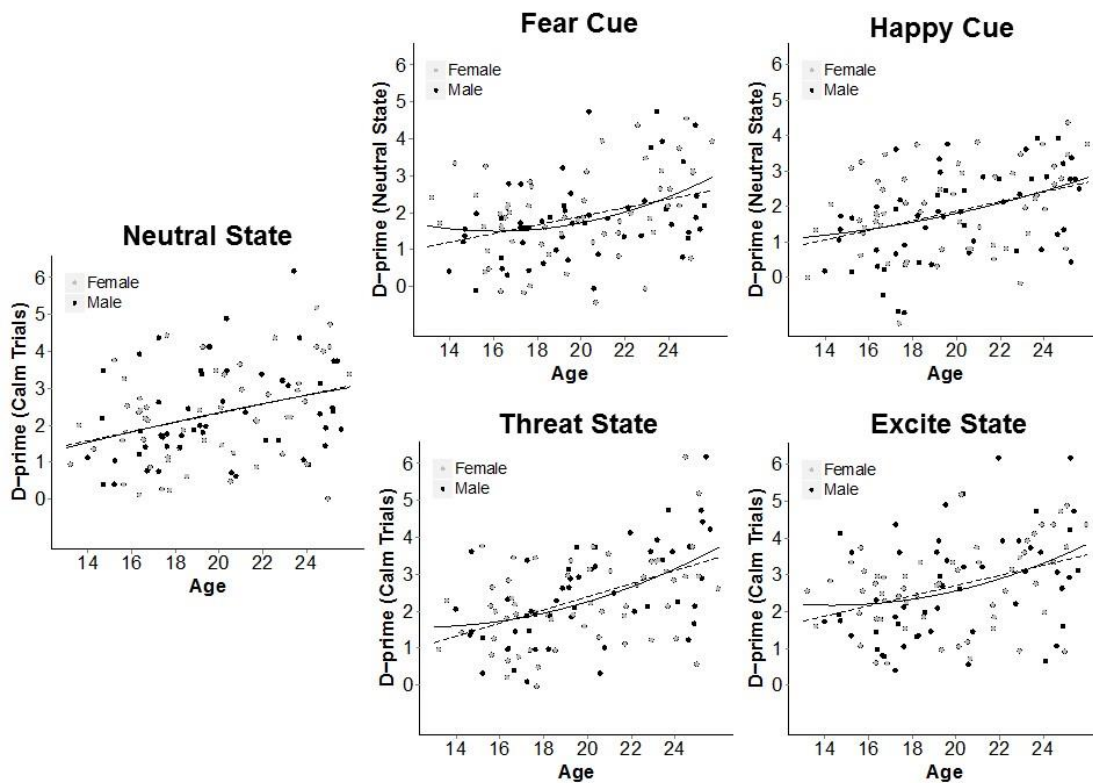 Neutral State
D-prime (Calm Trials)
Female
Male
6
5
4
3
2
1
0
14 16 18 20 22 24
Age
Fear Cue
D-prime (Neutral State)
Female
Male
6
5
4
3
2
1
0
14 16 18 20 22 24
Age
Happy Cue
D-prime (Neutral State)
Female
Male
6
5
4
3
2
1
0
14 16 18 20 22 24
Age
Threat State
D-prime (Calm Trials)
Female
Male
6
5
4
3
2
1
0
14 16 18 20 22 24
Age
Excite State
D-prime (Calm Trials)
Female
Male
6
5
4
3
2
1
0
14 16 18 20 22 24
Age